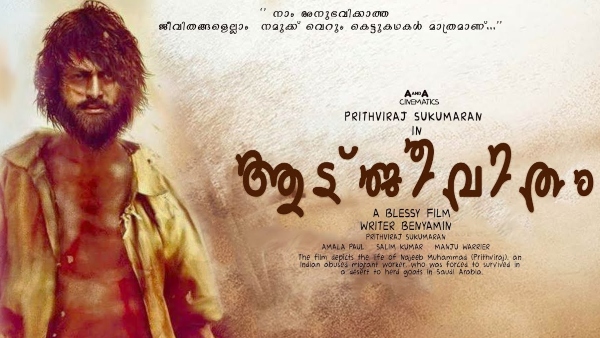 “ നാം അനുഭവിക്കാത്ത
ജീവിതങ്ങളെല്ലാം നമുക്ക് വെറും കെട്ടുകഥകൾ മാത്രമാണ്...”
A AND A
CINEMATICS
PRITHVIRAJ SUKUMARAN
IN
ആട്ജീവിതം
A BLESSY FILM
WRITER BENYAMIN
PRITHVIRAJ SUKUMARAN
AMALA PAUL SALIM KUMAR MANJU WARRIER
The film depicts the life of Najeeb Muhammad (Prithviraj), an
Indian abused migrant worker, who was forced to survived in
a desert to herd goats in Saudi Arabia.